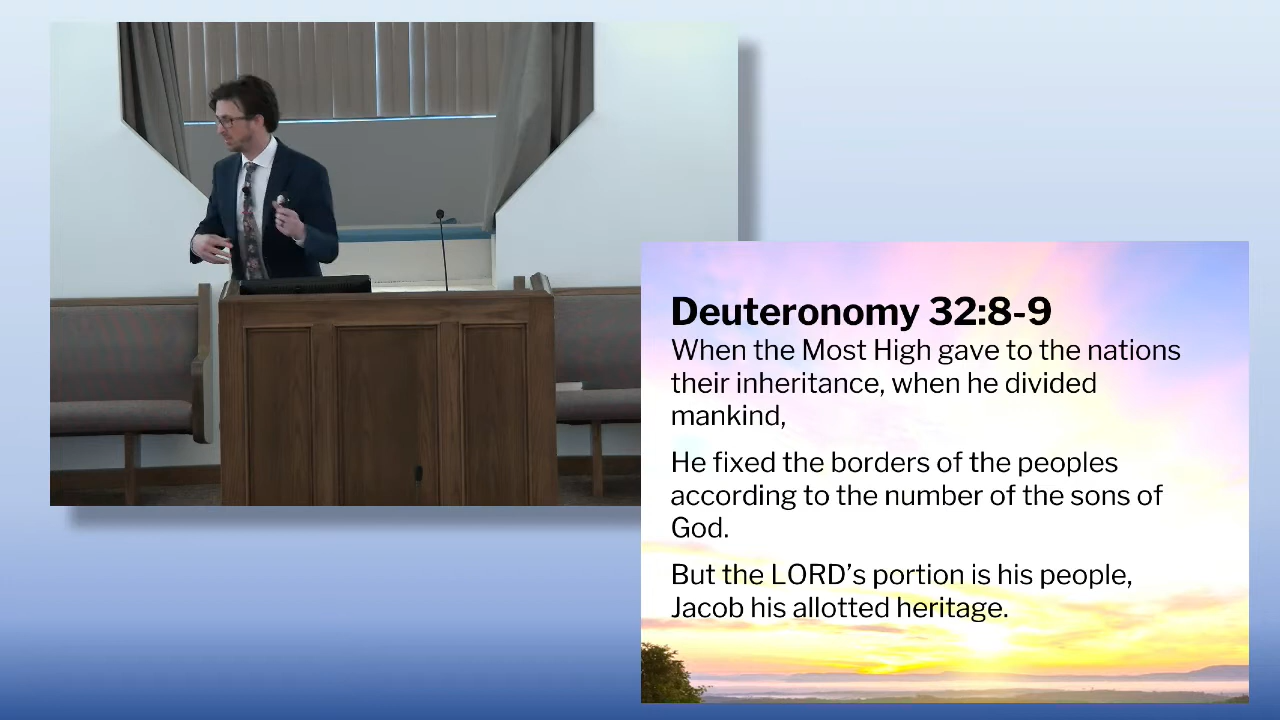 Deuteronomy 32:8-9
When the Most High gave to the nations
their inheritance, when he divided
mankind,
He fixed the borders of the peoples
according to the number of the sons of
God.
But the LORD’s portion is his people,
Jacob his allotted heritage.